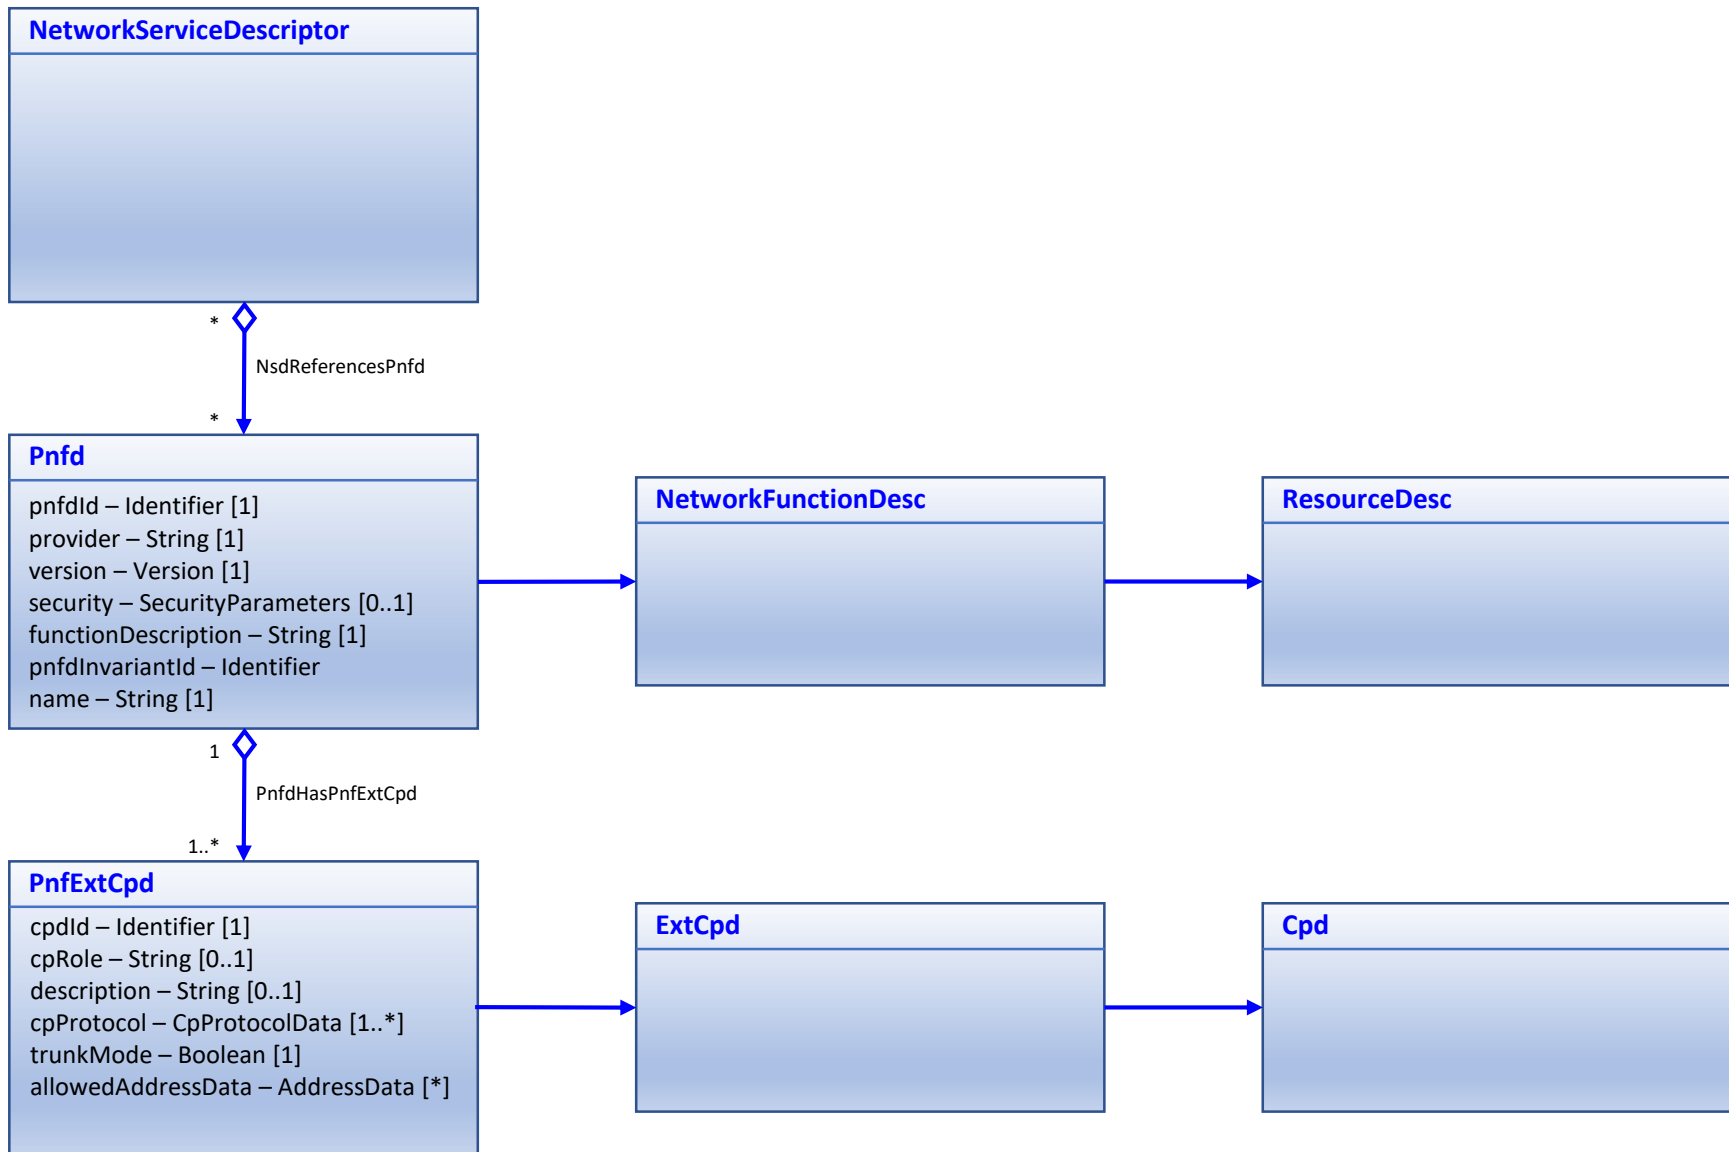 NetworkServiceDescriptor
*
NsdReferencesPnfd
*
Pnfd
pnfdId – Identifier [1]
provider – String [1]
version – Version [1]
security – SecurityParameters [0..1]
functionDescription – String [1]
pnfdInvariantId – Identifier
name – String [1]
NetworkFunctionDesc
ResourceDesc
1
PnfdHasPnfExtCpd
1..*
PnfExtCpd
cpdId – Identifier [1]
cpRole – String [0..1]
description – String [0..1]
cpProtocol – CpProtocolData [1..*]
trunkMode – Boolean [1]
allowedAddressData – AddressData [*]
ExtCpd
Cpd